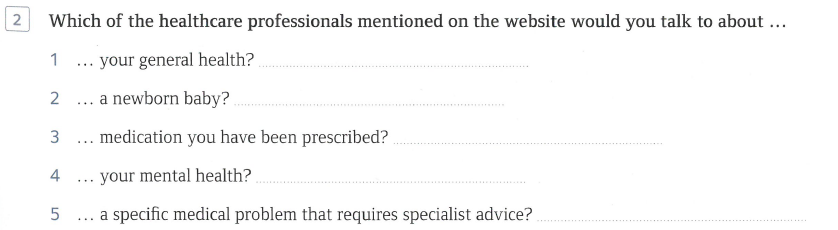 2 Which of the healthcare professionals mentioned on the website would you talk to about ...
1 ... your general health?
2 ... a newborn baby?
3 ... medication you have been prescribed?
4 ... your mental health?
5 ... a specific medical problem that requires specialist advice?